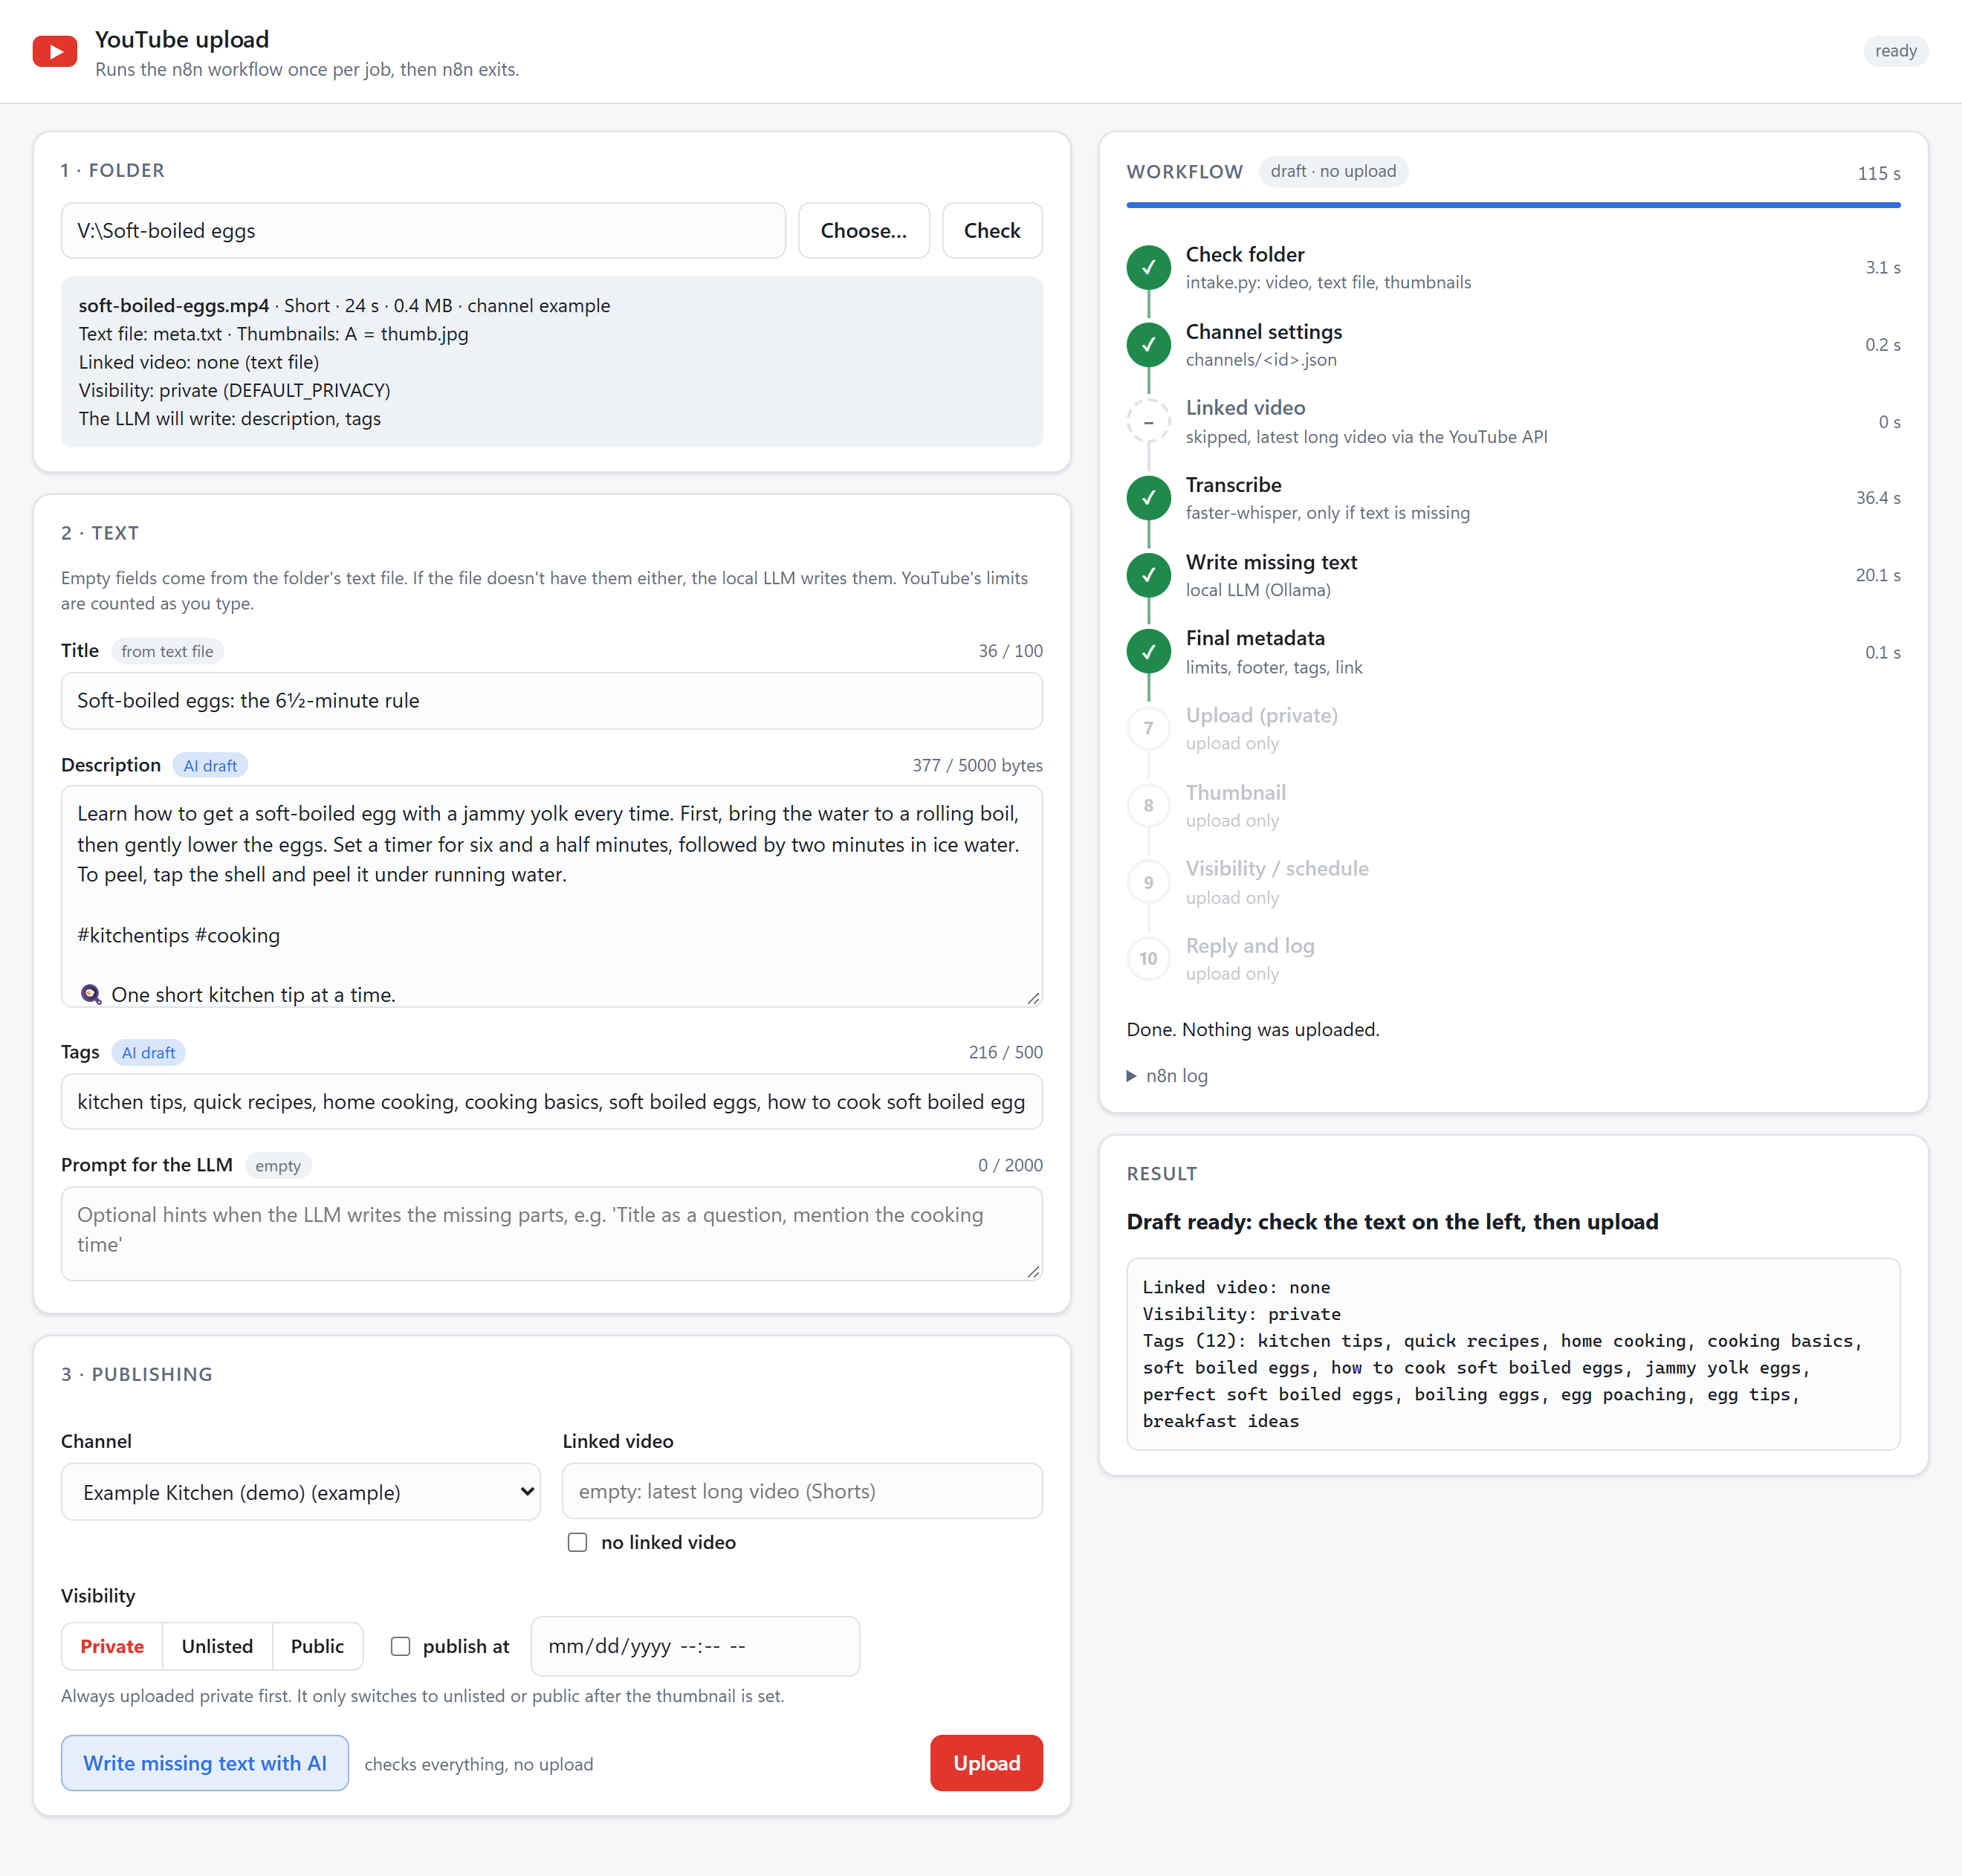 YouTube upload
Runs the n8n workflow once per job, then n8n exits.
ready
1 · FOLDER
V:\Soft-boiled eggs
Choose...
Check
soft-boiled-eggs.mp4 · Short · 24 s · 0.4 MB · channel example
Text file: meta.txt · Thumbnails: A = thumb.jpg
Linked video: none (text file)
Visibility: private (DEFAULT_PRIVACY)
The LLM will write: description, tags
2 · TEXT
Empty fields come from the folder's text file. If the file doesn't have them either, the local LLM writes them. YouTube's limits
are counted as you type.
Title from text file 36 / 100
Soft-boiled eggs: the 6½-minute rule
Description AI draft 377 / 5000 bytes
Learn how to get a soft-boiled egg with a jammy yolk every time. First, bring the water to a rolling boil,
then gently lower the eggs. Set a timer for six and a half minutes, followed by two minutes in ice water.
To peel, tap the shell and peel it under running water.
#kitchentips #cooking
🍳 One short kitchen tip at a time.
Tags AI draft 216 / 500
kitchen tips, quick recipes, home cooking, cooking basics, soft boiled eggs, how to cook soft boiled egg
Prompt for the LLM empty 0 / 2000
Optional hints when the LLM writes the missing parts, e.g. 'Title as a question, mention the cooking
time'
3 · PUBLISHING
Channel
Example Kitchen (demo) (example)
Linked video
empty: latest long video (Shorts)
no linked video
Visibility
Private Unlisted Public publish at mm/dd/yyyy --:-- --
Always uploaded private first. It only switches to unlisted or public after the thumbnail is set.
Write missing text with AI checks everything, no upload Upload
WORKFLOW draft · no upload 115 s
✓ Check folder 3.1 s
intake.py: video, text file, thumbnails
✓ Channel settings 0.2 s
channels/<id>.json
– Linked video 0 s
skipped, latest long video via the YouTube API
✓ Transcribe 36.4 s
faster-whisper, only if text is missing
✓ Write missing text 20.1 s
local LLM (Ollama)
✓ Final metadata 0.1 s
limits, footer, tags, link
7 Upload (private)
upload only
8 Thumbnail
upload only
9 Visibility / schedule
upload only
10 Reply and log
upload only
Done. Nothing was uploaded.
▶ n8n log
RESULT
Draft ready: check the text on the left, then upload
Linked video: none
Visibility: private
Tags (12): kitchen tips, quick recipes, home cooking, cooking basics,
soft boiled eggs, how to cook soft boiled eggs, jammy yolk eggs,
perfect soft boiled eggs, boiling eggs, egg poaching, egg tips,
breakfast ideas